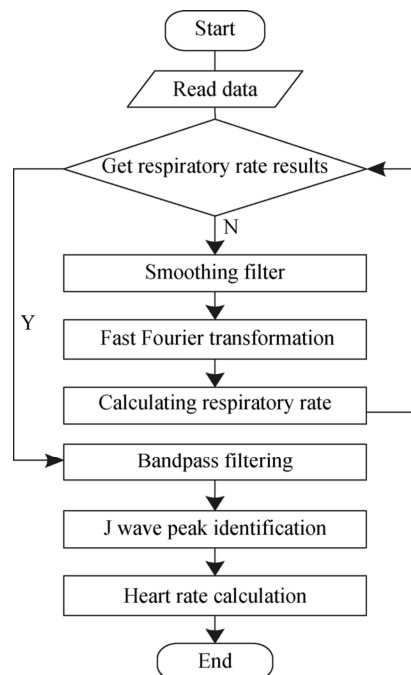 Start
Read data
Get respiratory rate results
N
Smoothing filter
Y
Fast Fourier transformation
Calculating respiratory rate
Bandpass filtering
J wave peak identification
Heart rate calculation
End